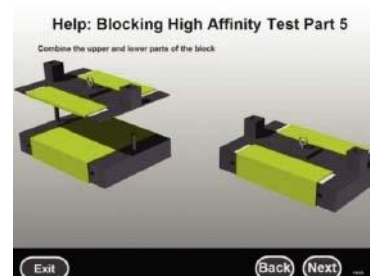 Help: Blocking High Affinity Test Part 5
Combine the upper and lower parts of the block
Exit
Back
Next